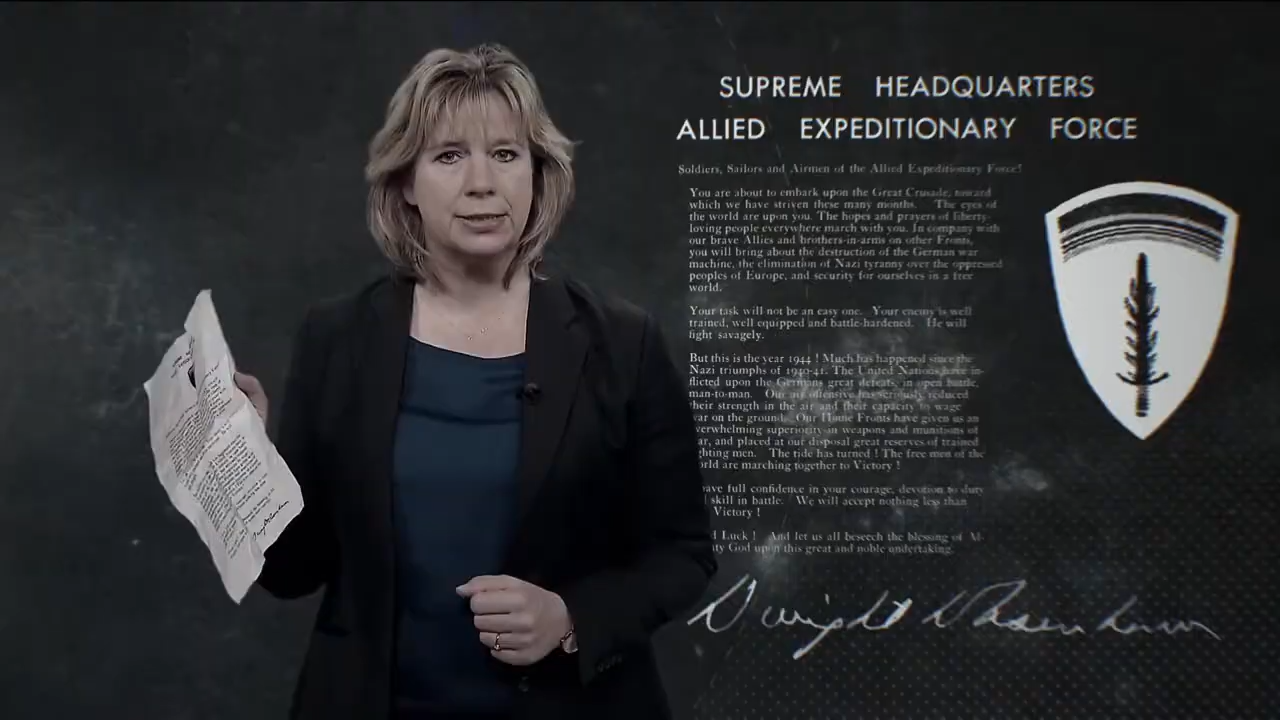 SUPREME HEADQUARTERS
ALLIED EXPEDITIONARY FORCE
Soldiers, Sailors and Airmen of the Allied Expeditionary Force!
You are about to embark upon the Great Crusade, toward
which we have striven these many months. The eyes of
the world are upon you. The hopes and prayers of liberty-
loving people everywhere march with you. In company with
our brave Allies and brothers-in-arms on other Fronts,
you will bring about the destruction of the German war
machine, the elimination of Nazi tyranny over the oppressed
peoples of Europe, and security for ourselves in a free
world.
Your task will not be an easy one. Your enemy is well
trained, well equipped and battle-hardened. He will
fight savagely.
But this is the year 1944 ! Much has happened since the
Nazi triumphs of 1940-41. The United Nations have in-
flicted upon the Germans great defeats, in open battle,
man-to-man. Our air offensive has seriously reduced
their strength in the air and their capacity to wage
war on the ground. Our Home Fronts have given us an
verwhelming superiority in weapons and munitions of
ar, and placed at our disposal great reserves of trained
ghting men. The tide has turned ! The free men of the
orld are marching together to Victory !
have full confidence in your courage, devotion to duty
skill in battle. We will accept nothing less than
Victory !
d Luck ! And let us all beseech the blessing of Al-
ty God upon this great and noble undertaking.
Dwight D Eisenhower